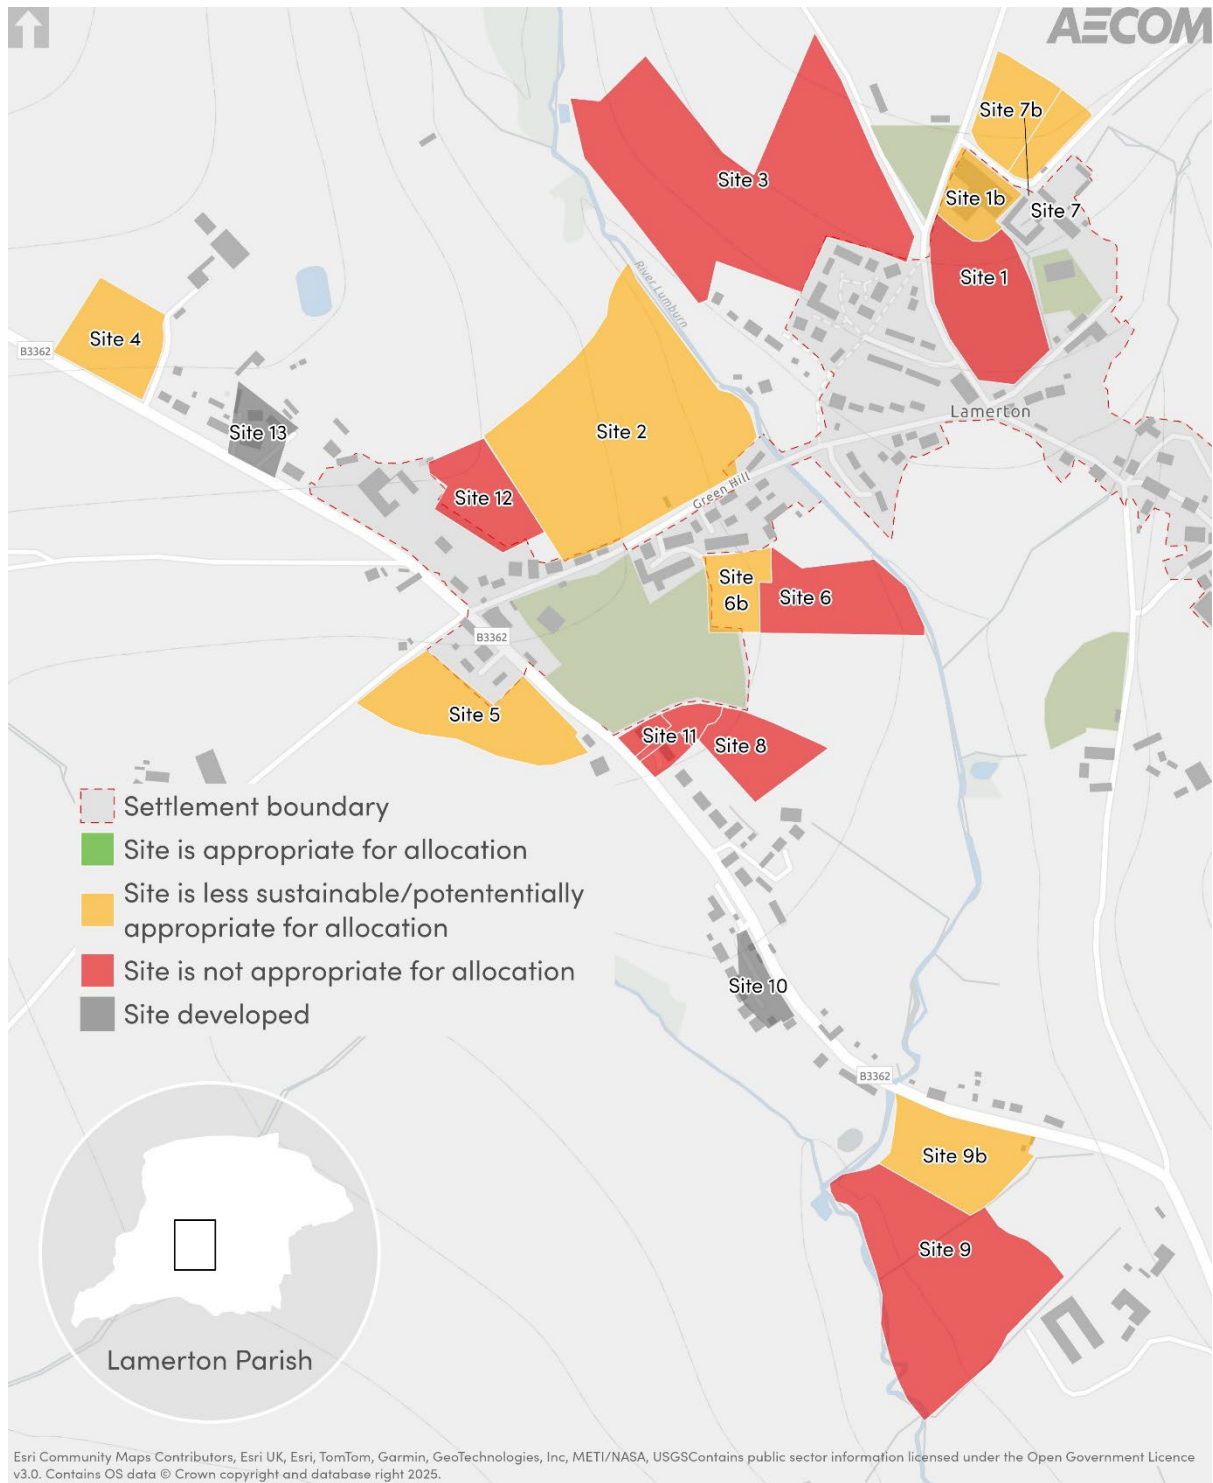 AECOM
Site 7b
Site 3
Site 1b
Site 7
River Lumburn
Site 1
Site 4
B3362
Lamerton
Site 13
Site 2
Site 12
Green Hill
Site
6b
Site 6
B3362
Site 5
Site 11
Site 8
Settlement boundary
Site is appropriate for allocation
Site is less sustainable/potententially
appropriate for allocation
Site is not appropriate for allocation
Site developed
Site 10
B3362
Site 9b
Site 9
Lamerton Parish
Esri Community Maps Contributors, Esri UK, Esri, TomTom, Garmin, GeoTechnologies, Inc, METI/NASA, USGSContains public sector information licensed under the Open Government Licence
v3.0. Contains OS data © Crown copyright and database right 2025.